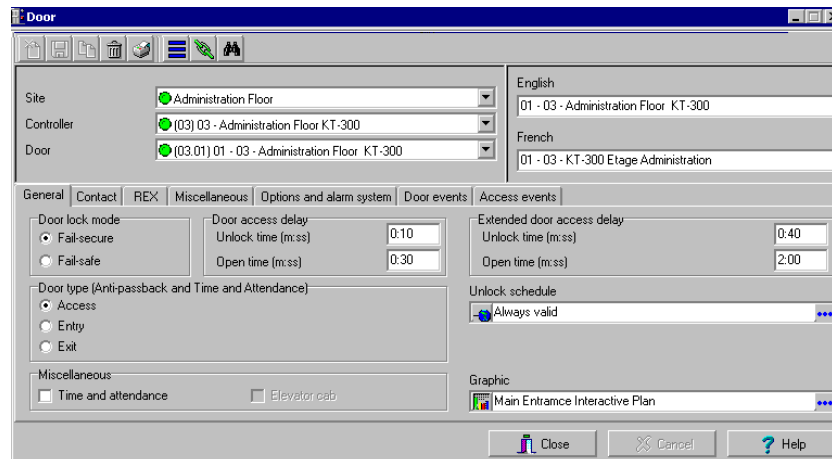 Door
Site
Administration Floor
Controller
(03) 03 - Administration Floor KT-300
Door
(03.01) 01 - 03 - Administration Floor KT-300
English
01 - 03 - Administration Floor KT-300
French
01 - 03 - KT-300 Etage Administration
General Contact REX Miscellaneous Options and alarm system Door events Access events
Door lock mode
Fail-secure
Fail-safe
Door access delay
Unlock time (m:ss) 0:10
Open time (m:ss) 0:30
Extended door access delay
Unlock time (m:ss) 0:40
Open time (m:ss) 2:00
Door type (Anti-passback and Time and Attendance)
Access
Entry
Exit
Unlock schedule
Always valid
Miscellaneous
Time and attendance Elevator cab
Graphic
Main Entramce Interactive Plan
Close Cancel Help